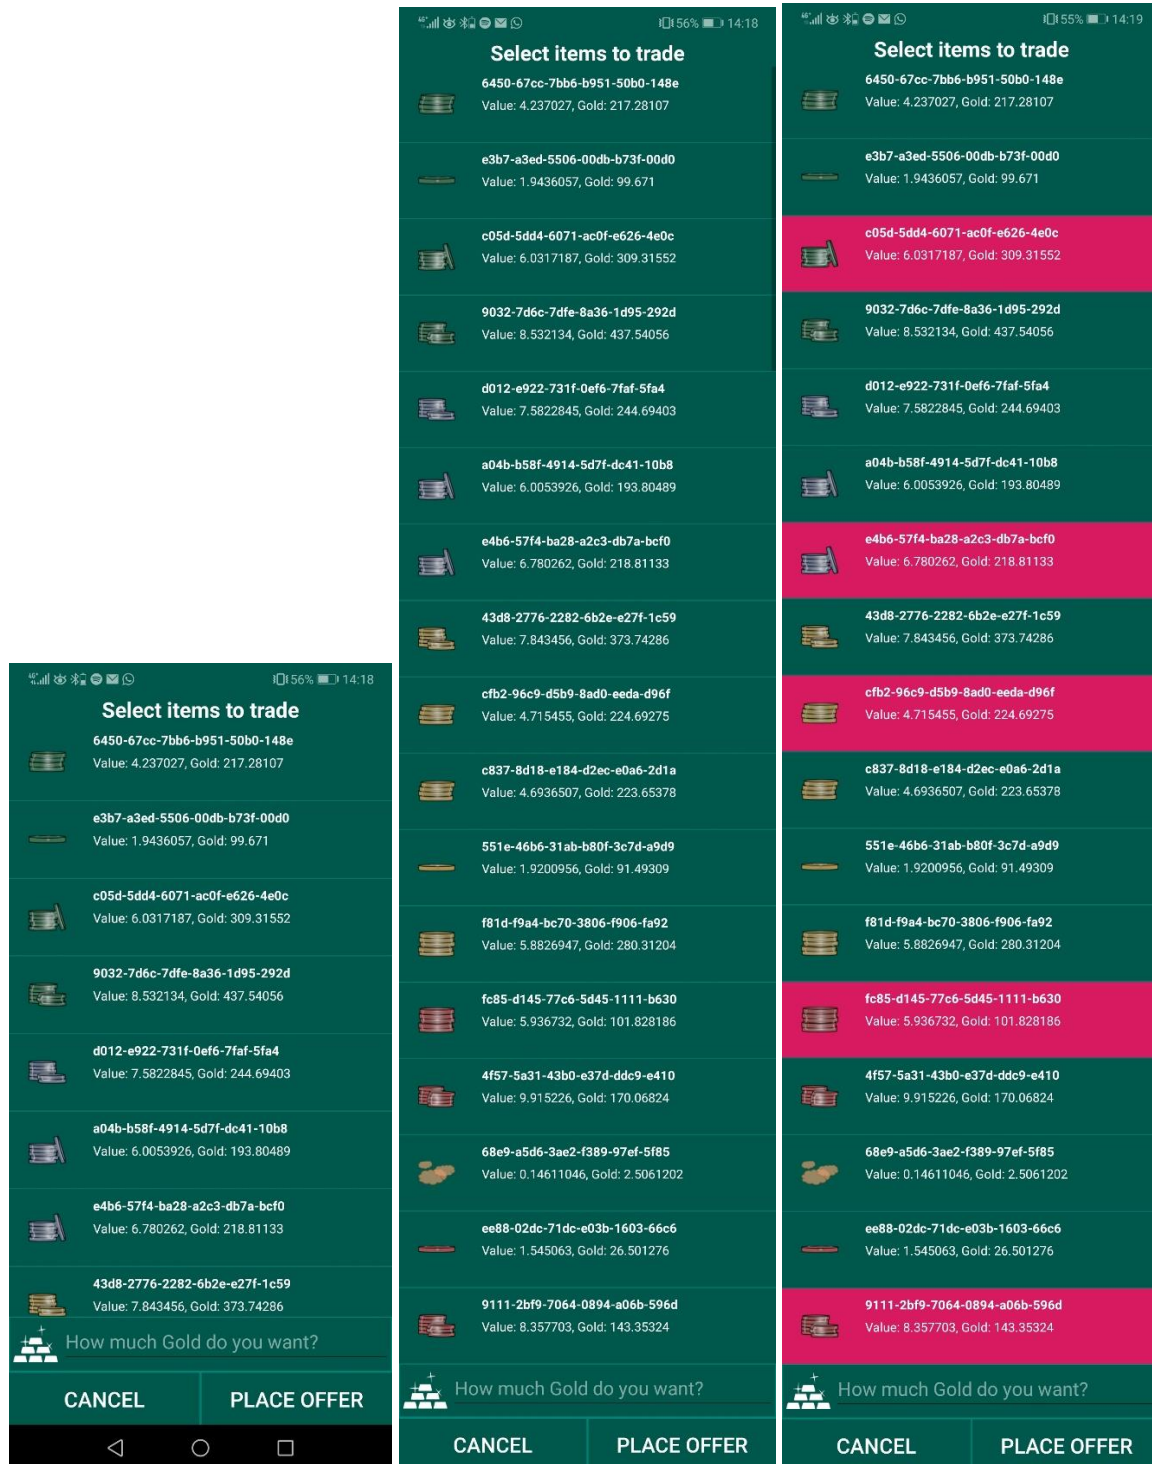 56% 14:18
Select items to trade
6450-67cc-7bb6-b951-50b0-148e
Value: 4.237027, Gold: 217.28107
e3b7-a3ed-5506-00db-b73f-00d0
Value: 1.9436057, Gold: 99.671
c05d-5dd4-6071-ac0f-e626-4e0c
Value: 6.0317187, Gold: 309.31552
9032-7d6c-7dfe-8a36-1d95-292d
Value: 8.532134, Gold: 437.54056
d012-e922-731f-0ef6-7faf-5fa4
Value: 7.5822845, Gold: 244.69403
a04b-b58f-4914-5d7f-dc41-10b8
Value: 6.0053926, Gold: 193.80489
e4b6-57f4-ba28-a2c3-db7a-bcf0
Value: 6.780262, Gold: 218.81133
43d8-2776-2282-6b2e-e27f-1c59
Value: 7.843456, Gold: 373.74286
How much Gold do you want?
CANCEL PLACE OFFER
56% 14:18
Select items to trade
6450-67cc-7bb6-b951-50b0-148e
Value: 4.237027, Gold: 217.28107
e3b7-a3ed-5506-00db-b73f-00d0
Value: 1.9436057, Gold: 99.671
c05d-5dd4-6071-ac0f-e626-4e0c
Value: 6.0317187, Gold: 309.31552
9032-7d6c-7dfe-8a36-1d95-292d
Value: 8.532134, Gold: 437.54056
d012-e922-731f-0ef6-7faf-5fa4
Value: 7.5822845, Gold: 244.69403
a04b-b58f-4914-5d7f-dc41-10b8
Value: 6.0053926, Gold: 193.80489
e4b6-57f4-ba28-a2c3-db7a-bcf0
Value: 6.780262, Gold: 218.81133
43d8-2776-2282-6b2e-e27f-1c59
Value: 7.843456, Gold: 373.74286
cfb2-96c9-d5b9-8ad0-eeda-d96f
Value: 4.715455, Gold: 224.69275
c837-8d18-e184-d2ec-e0a6-2d1a
Value: 4.6936507, Gold: 223.65378
551e-46b6-31ab-b80f-3c7d-a9d9
Value: 1.9200956, Gold: 91.49309
f81d-f9a4-bc70-3806-f906-fa92
Value: 5.8826947, Gold: 280.31204
fc85-d145-77c6-5d45-1111-b630
Value: 5.936732, Gold: 101.828186
4f57-5a31-43b0-e37d-ddc9-e410
Value: 9.915226, Gold: 170.06824
68e9-a5d6-3ae2-f389-97ef-5f85
Value: 0.14611046, Gold: 2.5061202
ee88-02dc-71dc-e03b-1603-66c6
Value: 1.545063, Gold: 26.501276
9111-2bf9-7064-0894-a06b-596d
Value: 8.357703, Gold: 143.35324
How much Gold do you want?
CANCEL PLACE OFFER
55% 14:19
Select items to trade
6450-67cc-7bb6-b951-50b0-148e
Value: 4.237027, Gold: 217.28107
e3b7-a3ed-5506-00db-b73f-00d0
Value: 1.9436057, Gold: 99.671
c05d-5dd4-6071-ac0f-e626-4e0c
Value: 6.0317187, Gold: 309.31552
9032-7d6c-7dfe-8a36-1d95-292d
Value: 8.532134, Gold: 437.54056
d012-e922-731f-0ef6-7faf-5fa4
Value: 7.5822845, Gold: 244.69403
a04b-b58f-4914-5d7f-dc41-10b8
Value: 6.0053926, Gold: 193.80489
e4b6-57f4-ba28-a2c3-db7a-bcf0
Value: 6.780262, Gold: 218.81133
43d8-2776-2282-6b2e-e27f-1c59
Value: 7.843456, Gold: 373.74286
cfb2-96c9-d5b9-8ad0-eeda-d96f
Value: 4.715455, Gold: 224.69275
c837-8d18-e184-d2ec-e0a6-2d1a
Value: 4.6936507, Gold: 223.65378
551e-46b6-31ab-b80f-3c7d-a9d9
Value: 1.9200956, Gold: 91.49309
f81d-f9a4-bc70-3806-f906-fa92
Value: 5.8826947, Gold: 280.31204
fc85-d145-77c6-5d45-1111-b630
Value: 5.936732, Gold: 101.828186
4f57-5a31-43b0-e37d-ddc9-e410
Value: 9.915226, Gold: 170.06824
68e9-a5d6-3ae2-f389-97ef-5f85
Value: 0.14611046, Gold: 2.5061202
ee88-02dc-71dc-e03b-1603-66c6
Value: 1.545063, Gold: 26.501276
9111-2bf9-7064-0894-a06b-596d
Value: 8.357703, Gold: 143.35324
How much Gold do you want?
CANCEL PLACE OFFER